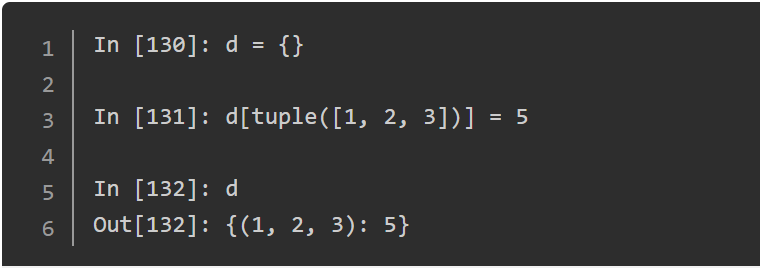 1 In [130]: d = {}
2
3 In [131]: d[tuple([1, 2, 3])] = 5
4
5 In [132]: d
6 Out[132]: {(1, 2, 3): 5}